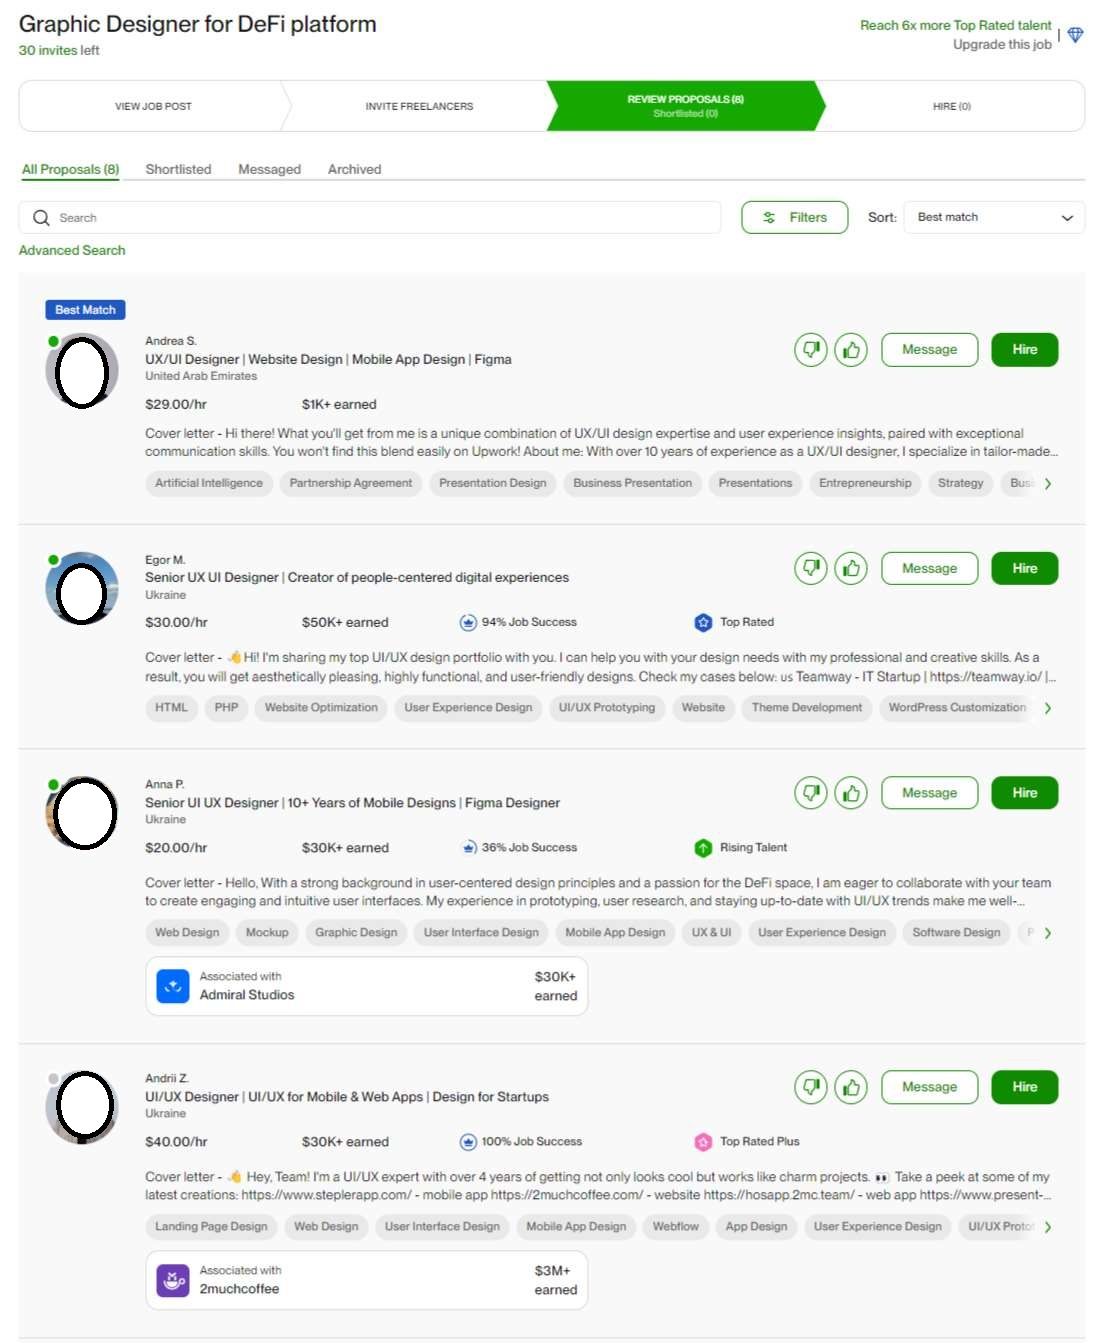 Graphic Designer for DeFi platform
30 invites left
Reach 6x more Top Rated talent
Upgrade this job
VIEW JOB POST
INVITE FREELANCERS
REVIEW PROPOSALS (8)
Shortlisted (0)
HIRE (0)
All Proposals (8) Shortlisted Messaged Archived
Search
Filters
Sort: Best match
Advanced Search
Best Match
Andrea S.
UX/UI Designer | Website Design | Mobile App Design | Figma
United Arab Emirates
Message Hire
$29.00/hr $1K+ earned
Cover letter - Hi there! What you'll get from me is a unique combination of UX/UI design expertise and user experience insights, paired with exceptional
communication skills. You won't find this blend easily on Upwork! About me: With over 10 years of experience as a UX/UI designer, I specialize in tailor-made...
Artificial Intelligence Partnership Agreement Presentation Design Business Presentation Presentations Entrepreneurship Strategy Busi
Egor M.
Senior UX UI Designer | Creator of people-centered digital experiences
Ukraine
Message Hire
$30.00/hr $50K+ earned 94% Job Success Top Rated
Cover letter - 👋 Hi! I'm sharing my top UI/UX design portfolio with you. I can help you with your design needs with my professional and creative skills. As a
result, you will get aesthetically pleasing, highly functional, and user-friendly designs. Check my cases below: us Teamway - IT Startup | https://teamway.io/ |...
HTML PHP Website Optimization User Experience Design UI/UX Prototyping Website Theme Development WordPress Customization
Anna P.
Senior UI UX Designer | 10+ Years of Mobile Designs | Figma Designer
Ukraine
Message Hire
$20.00/hr $30K+ earned 36% Job Success Rising Talent
Cover letter - Hello, With a strong background in user-centered design principles and a passion for the DeFi space, I am eager to collaborate with your team
to create engaging and intuitive user interfaces. My experience in prototyping, user research, and staying up-to-date with UI/UX trends make me well-...
Web Design Mockup Graphic Design User Interface Design Mobile App Design UX & UI User Experience Design Software Design P
Associated with
Admiral Studios
$30K+
earned
Andrii Z.
UI/UX Designer | UI/UX for Mobile & Web Apps | Design for Startups
Ukraine
Message Hire
$40.00/hr $30K+ earned 100% Job Success Top Rated Plus
Cover letter - 👋 Hey, Team! I'm a UI/UX expert with over 4 years of getting not only looks cool but works like charm projects. 👀 Take a peek at some of my
latest creations: https://www.steplerapp.com/ - mobile app https://2muchcoffee.com/ - website https://hosapp.2mc.team/ - web app https://www.present-...
Landing Page Design Web Design User Interface Design Mobile App Design Webflow App Design User Experience Design UI/UX Protot
Associated with
2muchcoffee
$3M+
earned